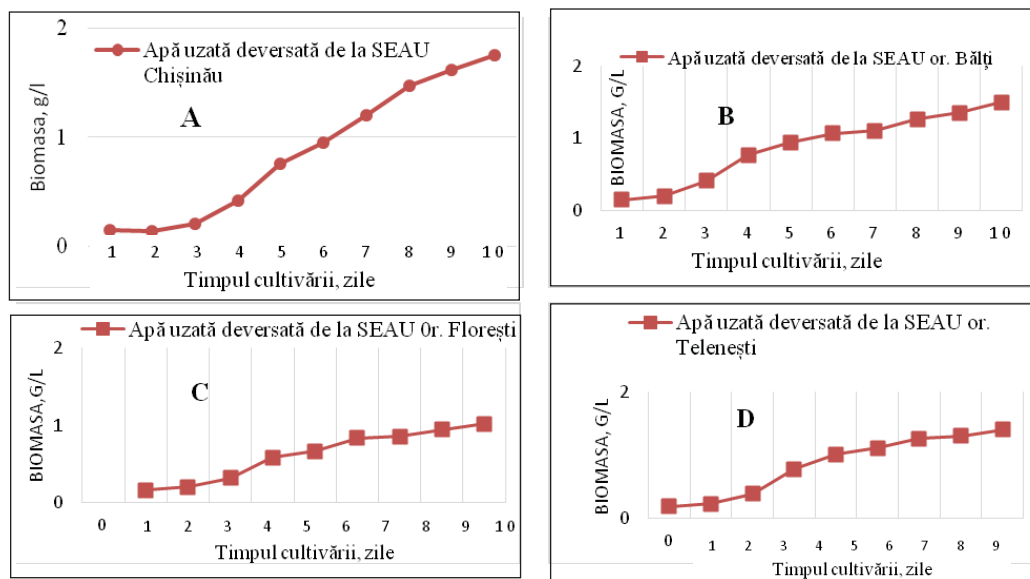 2
Apă uzată deversată de la SEAU
Chișinău
A
Biomasa, g/l
1
0
1 2 3 4 5 6 7 8 9 10
Timpul cultivării, zile
2
Apă uzată deversată de la SEAU or. Bălți
B
BIOMASA, G/L
1
0
1 2 3 4 5 6 7 8 9 10
Timpul cultivării, zile
Apă uzată deversată de la SEAU 0r. Florești
2
C
BIOMASA, G/L
1
0
0 1 2 3 4 5 6 7 8 9 10
Timpul cultivării, zile
Apă uzată deversată de la SEAU or.
Telenești
2
D
BIOMASA, G/L
0
0 1 2 3 4 5 6 7 8 9
Timpul cultivării, zile